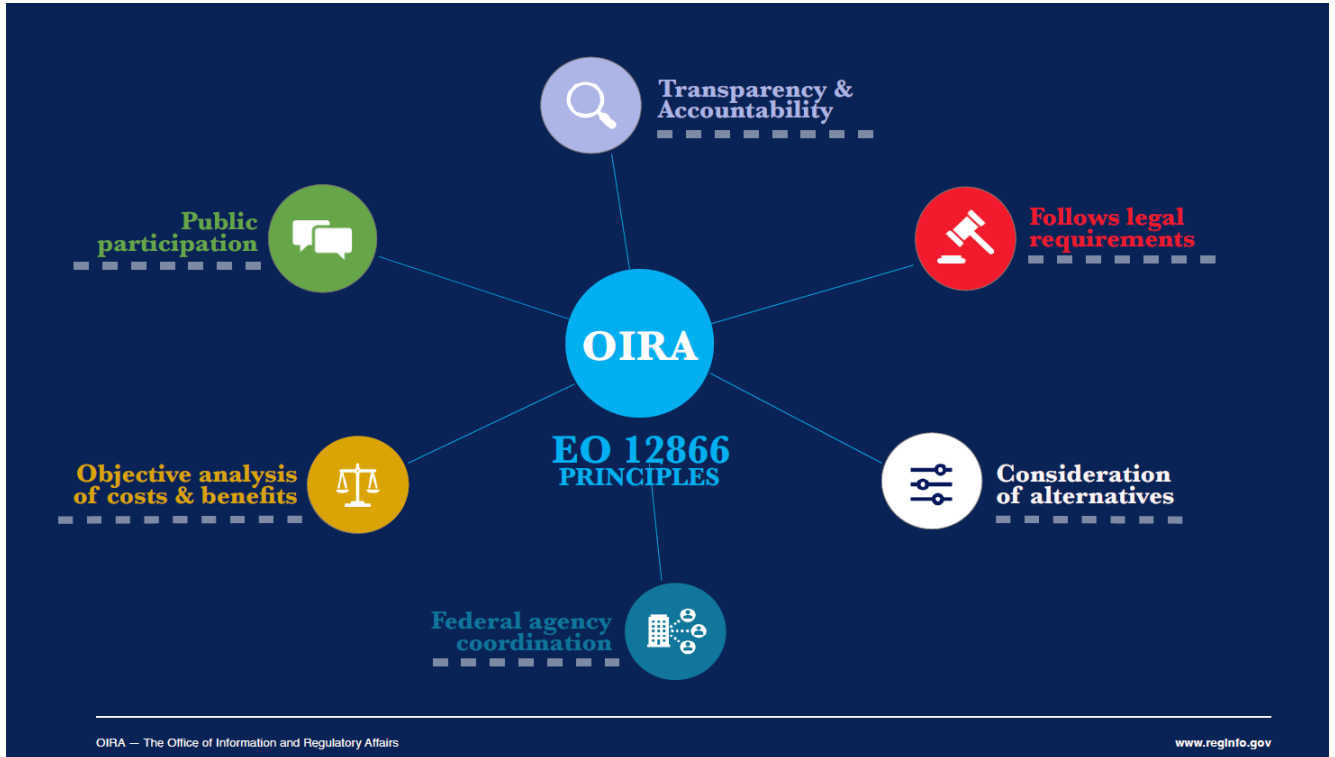 Transparency &
Accountability
Public
participation
Follows legal
requirements
OIRA
EO 12866
PRINCIPLES
Objective analysis
of costs & benefits
Consideration
of alternatives
Federal agency
coordination
OIRA — The Office of Information and Regulatory Affairs
www.reginfo.gov